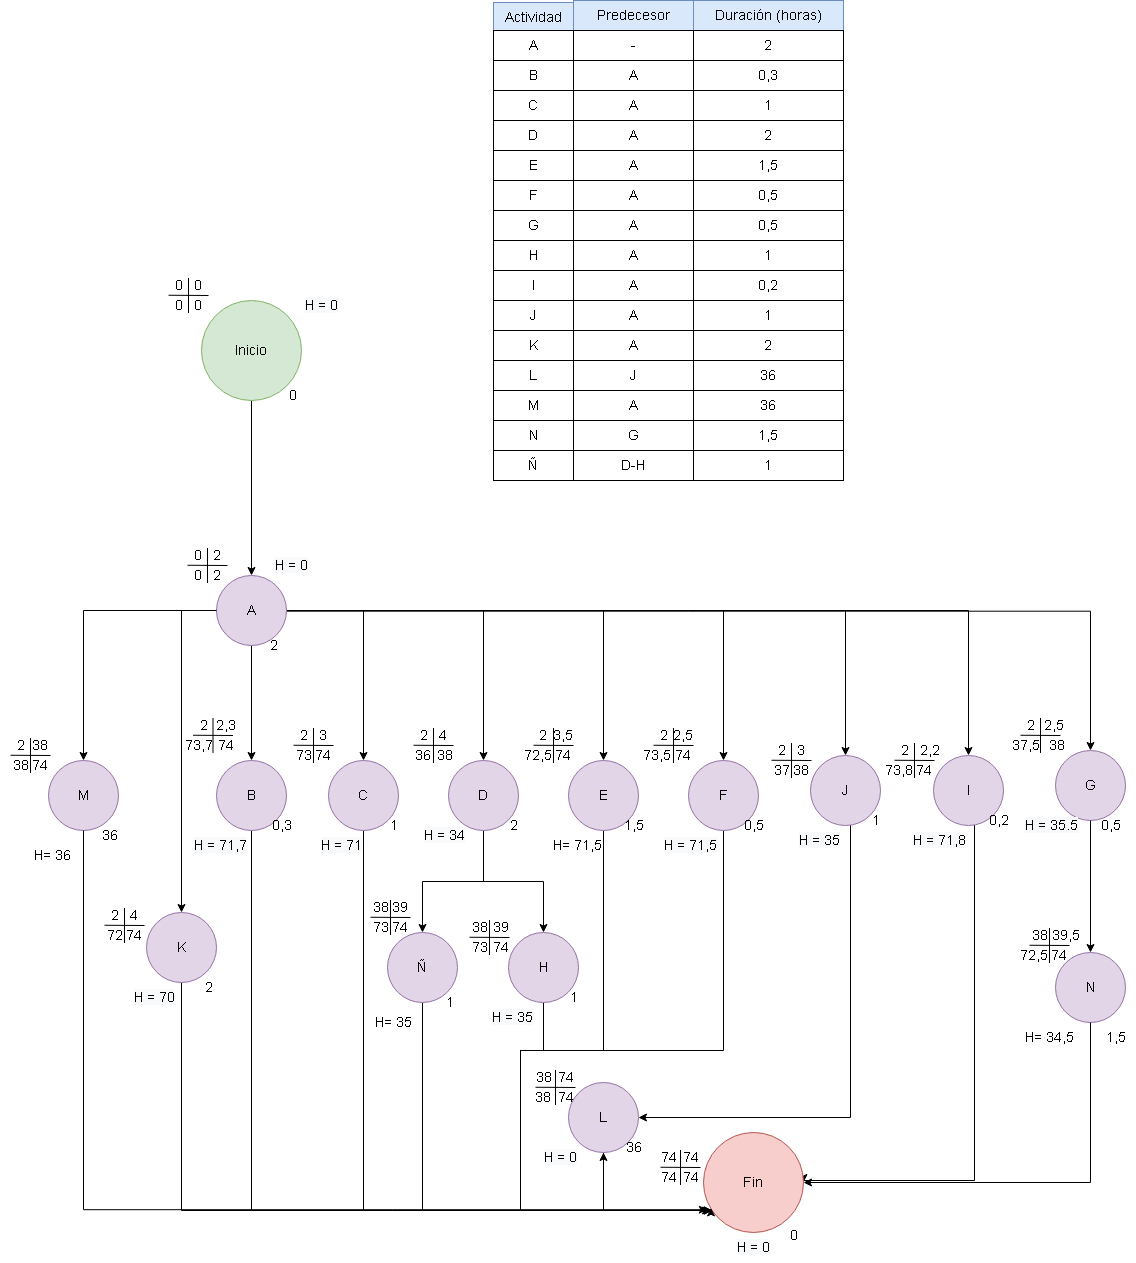 Actividad Predecesor Duración (horas)
A - 2
B A 0,3
C A 1
D A 2
E A 1,5
F A 0,5
G A 0,5
H A 1
I A 0,2
J A 1
K A 2
L J 36
M A 36
N G 1,5
Ñ D-H 1
0 0
0 0
H = 0
Inicio
0
0 2
0 2
H = 0
A
2
2 38
38 74
M
36
H= 36
2 2,3
73,7 74
B
0,3
H = 71,7
2 3
73 74
C
1
H = 71
2 4
36 38
D
2
H = 34
2 3,5
72,5 74
E
1,5
H= 71,5
2 2,5
73,5 74
F
0,5
H = 71,5
2 3
37 38
J
1
H = 35
2 2,2
73,8 74
I
0,2
H = 71,8
2 2,5
37,5 38
G
0,5
H = 35.5
2 4
72 74
K
2
H = 70
38 39
73 74
Ñ
1
H= 35
38 39
73 74
H
1
H = 35
38 39,5
72,5 74
N
H= 34,5 1,5
38 74
38 74
L
36
H = 0
74 74
74 74
Fin
0
H = 0